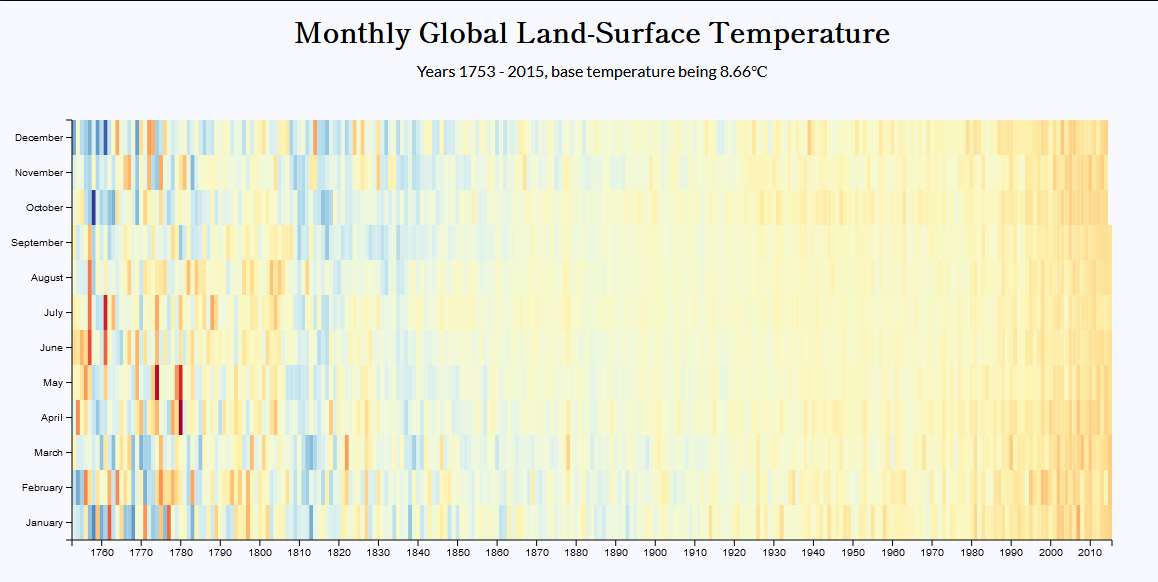 Monthly Global Land-Surface Temperature
Years 1753 - 2015, base temperature being 8.66℃
December
November
October
September
August
July
June
May
April
March
February
January
1760 1770 1780 1790 1800 1810 1820 1830 1840 1850 1860 1870 1880 1890 1900 1910 1920 1930 1940 1950 1960 1970 1980 1990 2000 2010